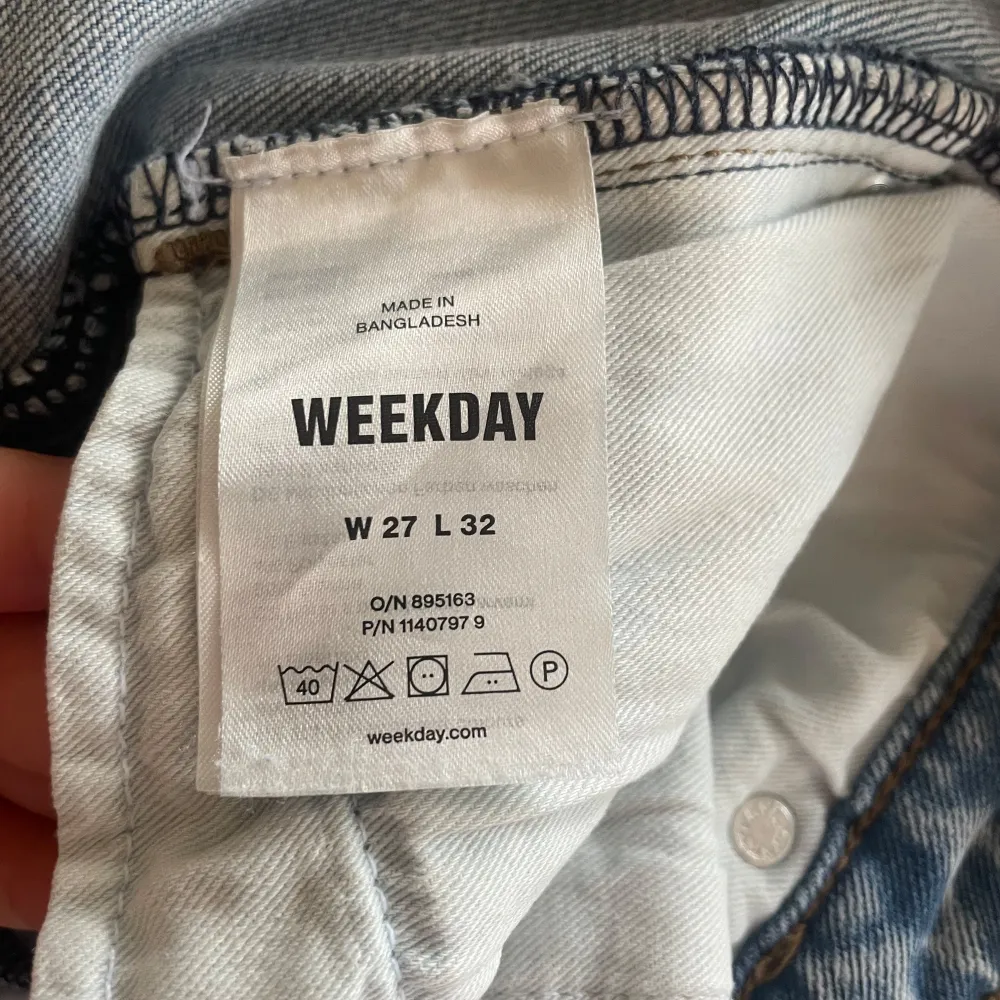 MADE IN
BANGLADESH
WEEKDAY
W 27 L 32
O/N 895163
P/N 1140797 9
40 P
weekday.com